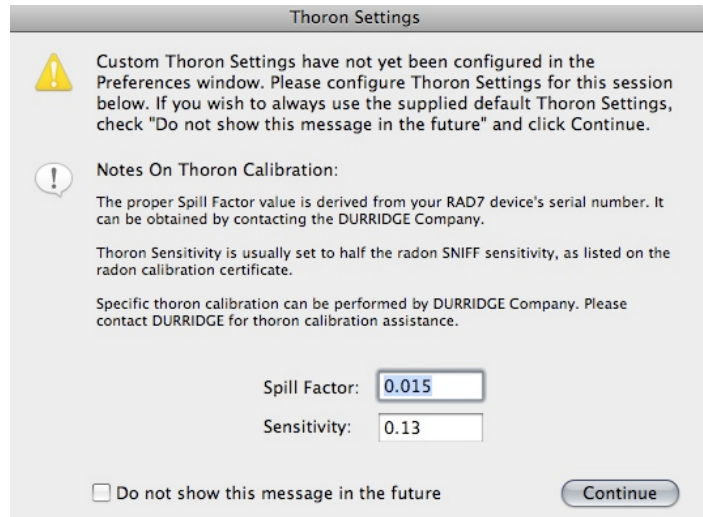 Thoron Settings
Custom Thoron Settings have not yet been configured in the
Preferences window. Please configure Thoron Settings for this session
below. If you wish to always use the supplied default Thoron Settings,
check "Do not show this message in the future" and click Continue.
Notes On Thoron Calibration:
The proper Spill Factor value is derived from your RAD7 device's serial number. It
can be obtained by contacting the DURRIDGE Company.
Thoron Sensitivity is usually set to half the radon SNIFF sensitivity, as listed on the
radon calibration certificate.
Specific thoron calibration can be performed by DURRIDGE Company. Please
contact DURRIDGE for thoron calibration assistance.
Spill Factor: 0.015
Sensitivity: 0.13
Do not show this message in the future Continue